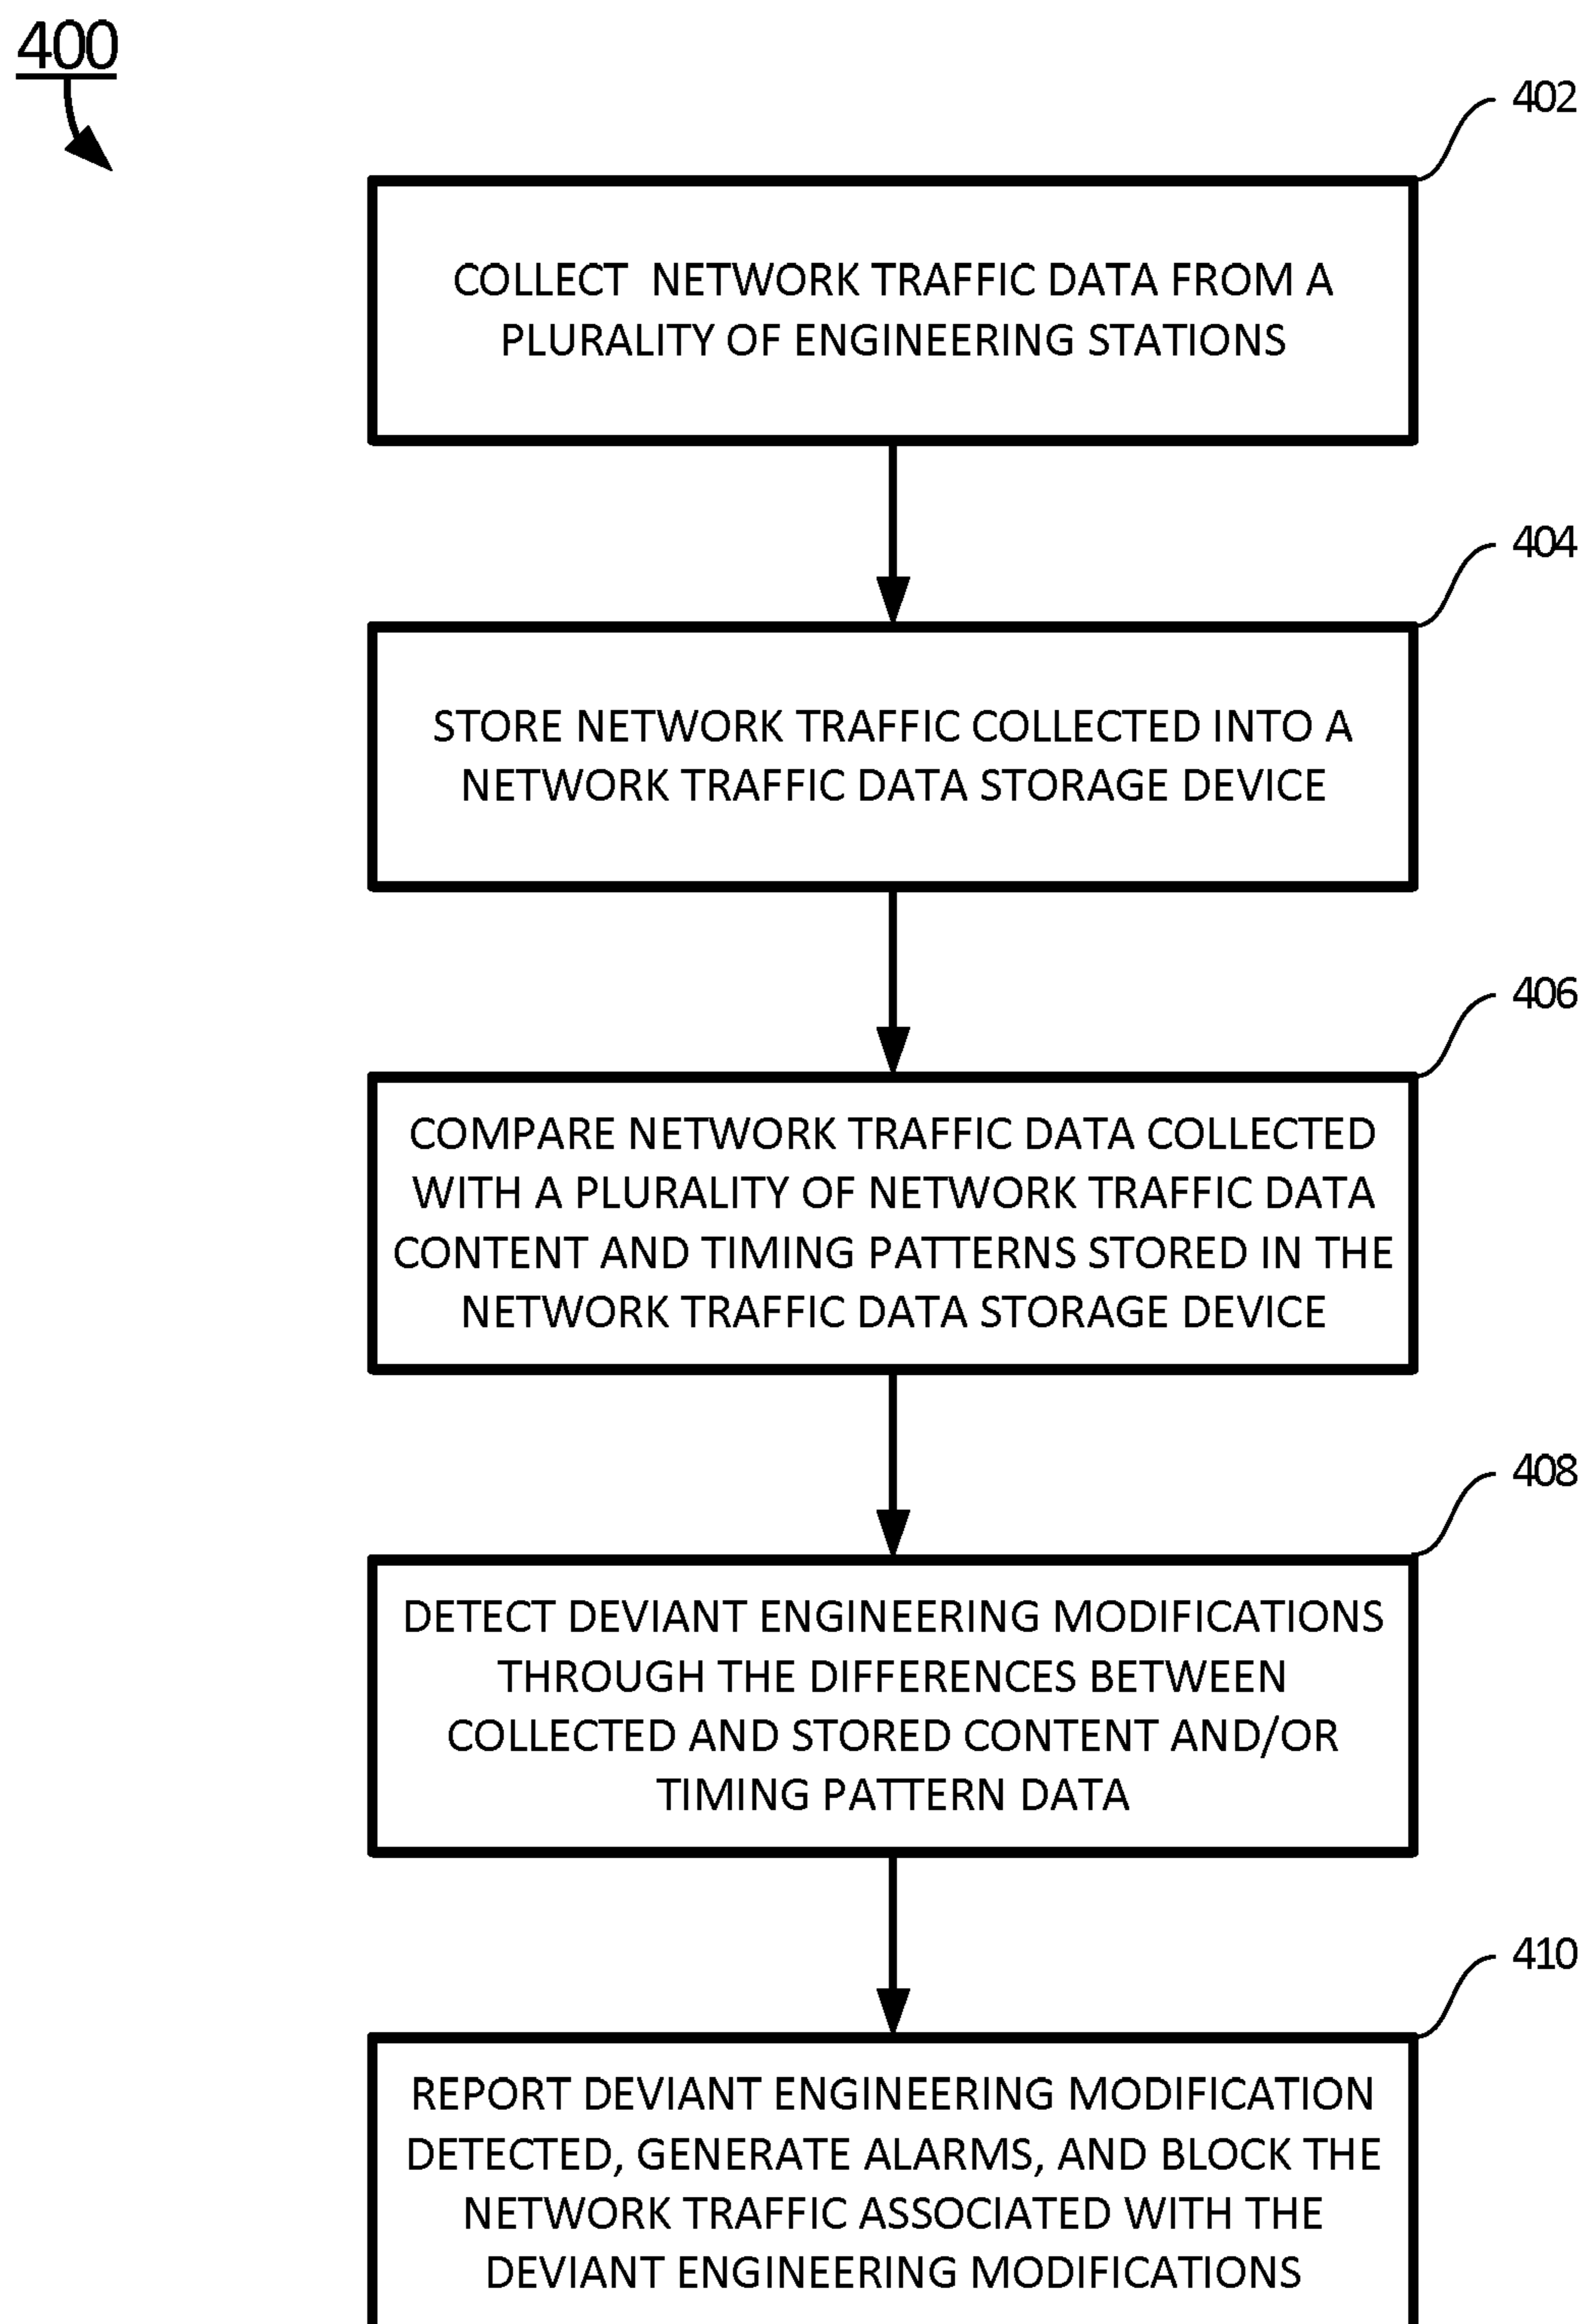 400
402
COLLECT NETWORK TRAFFIC DATA FROM A
PLURALITY OF ENGINEERING STATIONS
404
STORE NETWORK TRAFFIC COLLECTED INTO A
NETWORK TRAFFIC DATA STORAGE DEVICE
406
COMPARE NETWORK TRAFFIC DATA COLLECTED
WITH A PLURALITY OF NETWORK TRAFFIC DATA
CONTENT AND TIMING PATTERNS STORED IN THE
NETWORK TRAFFIC DATA STORAGE DEVICE
408
DETECT DEVIANT ENGINEERING MODIFICATIONS
THROUGH THE DIFFERENCES BETWEEN
COLLECTED AND STORED CONTENT AND/OR
TIMING PATTERN DATA
410
REPORT DEVIANT ENGINEERING MODIFICATION
DETECTED, GENERATE ALARMS, AND BLOCK THE
NETWORK TRAFFIC ASSOCIATED WITH THE
DEVIANT ENGINEERING MODIFICATIONS